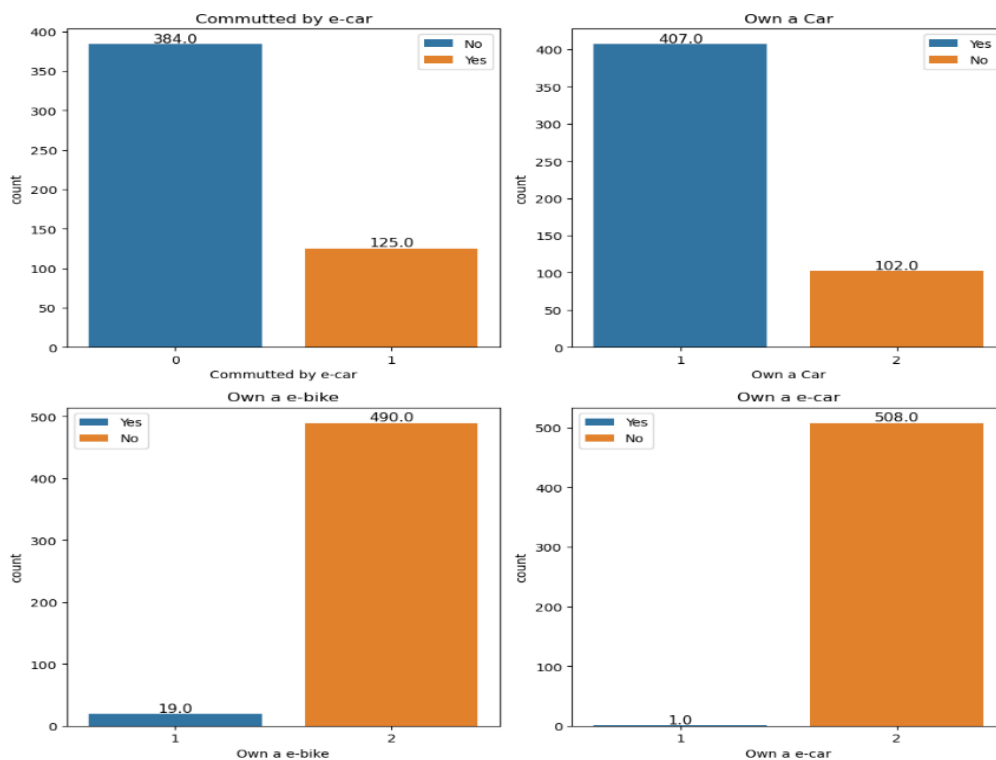 Commutted by e-car
400
350
300
250
200
150
100
50
0
count
384.0
125.0
No
Yes
0
1
Commutted by e-car
Own a Car
400
350
300
250
200
150
100
50
0
count
407.0
102.0
Yes
No
1
2
Own a Car
Own a e-bike
500
400
300
200
100
0
count
19.0
490.0
Yes
No
1
2
Own a e-bike
Own a e-car
500
400
300
200
100
0
count
1.0
508.0
Yes
No
1
2
Own a e-car